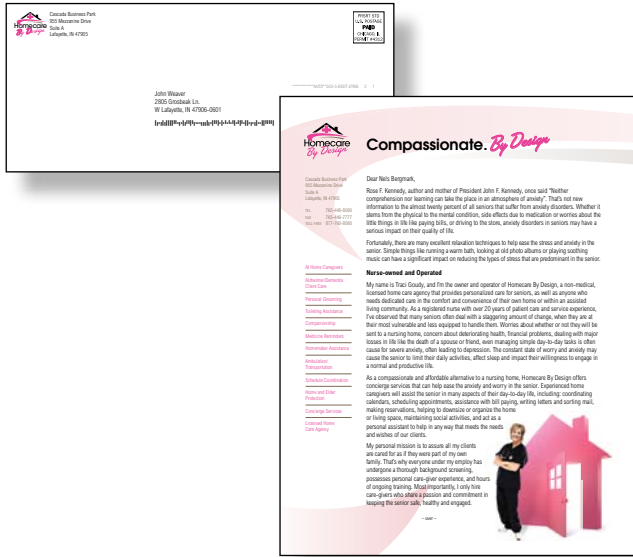 Homecare
By Design
Cascada Business Park
955 Mezzanine Drive
Suite A
Lafayette, IN 47905
PRSRT STD
U.S. POSTAGE
PAID
CHICAGO, IL
John Weaver
2805 Grosbeak Ln.
W Lafayette, IN 47906-0601
Homecare
By Design
Compassionate. By Design
Cascada Business Park
955 Mezzanine Drive
Suite A
Lafayette, IN 47905
Dear Nels Bergmark,
Rose F. Kennedy, author and mother of President John F. Kennedy, once said "Neither
comprehension nor learning can take the place in an atmosphere of anxiety". That's not new
information to the almost twenty percent of all seniors that suffer from anxiety disorders. Whether it
stems from the physical to the mental condition, side effects due to medication or worries about the
little things in life like paying bills, or driving to the store, anxiety disorders in seniors may have a
serious impact on their quality of life.
Fortunately, there are many excellent relaxation techniques to help ease the stress and anxiety in the
senior. Simple things like running a warm bath, looking at old photo albums or playing soothing
music can have a significant impact on reducing the types of stress that are predominant in the senior.
Nurse-owned and Operated
My name is Traci Goudy, and I'm the owner and operator of Homecare By Design, a non-medical,
licensed home care agency that provides personalized care for seniors, as well as anyone who
needs dedicated care in the comfort and convenience of their own home or within an assisted
living community. As a registered nurse with over 20 years of patient care and service experience,
I've observed that many seniors often deal with a staggering amount of change, when they are at
their most vulnerable and less equipped to handle them. Worries about whether or not they will be
sent to a nursing home, concern about deteriorating health, financial problems, dealing with major
losses in life like the death of a spouse or friend, even managing simple day-to-day tasks is often
cause for severe anxiety, often leading to depression. The constant state of worry and anxiety may
cause the senior to limit their daily activities, affect sleep and impact their willingness to engage in
a normal and productive life.
As a compassionate and affordable alternative to a nursing home, Homecare By Design offers
concierge services that can help ease the anxiety and worry in the senior. Experienced home
caregivers will assist the senior in many aspects of their day-to-day life, including: coordinating
calendars, scheduling appointments, assistance with bill paying, writing letters and sorting mail,
making reservations, helping to downsize or organize the home
or living space, maintaining social activities, and act as a
personal assistant to help in any way that meets the needs
and wishes of our clients.
My personal mission is to assure all my clients
are cared for as if they were part of my own
family. That's why everyone under my employ has
undergone a thorough background screening,
possesses personal care-giver experience, and hours
of ongoing training. Most importantly, I only hire
care-givers who share a passion and commitment in
keeping the senior safe, healthy and engaged.
– over –
At Home Caregivers
Alzheimer/Dementia
Client Care
Personal Grooming
Toileting Assistance
Companionship
Medicine Reminders
Homemaker Assistance
Ambulation/
Transportation
Schedule Coordination
Home and Elder
Protection
Concierge Services
Licensed Home
Care Agency